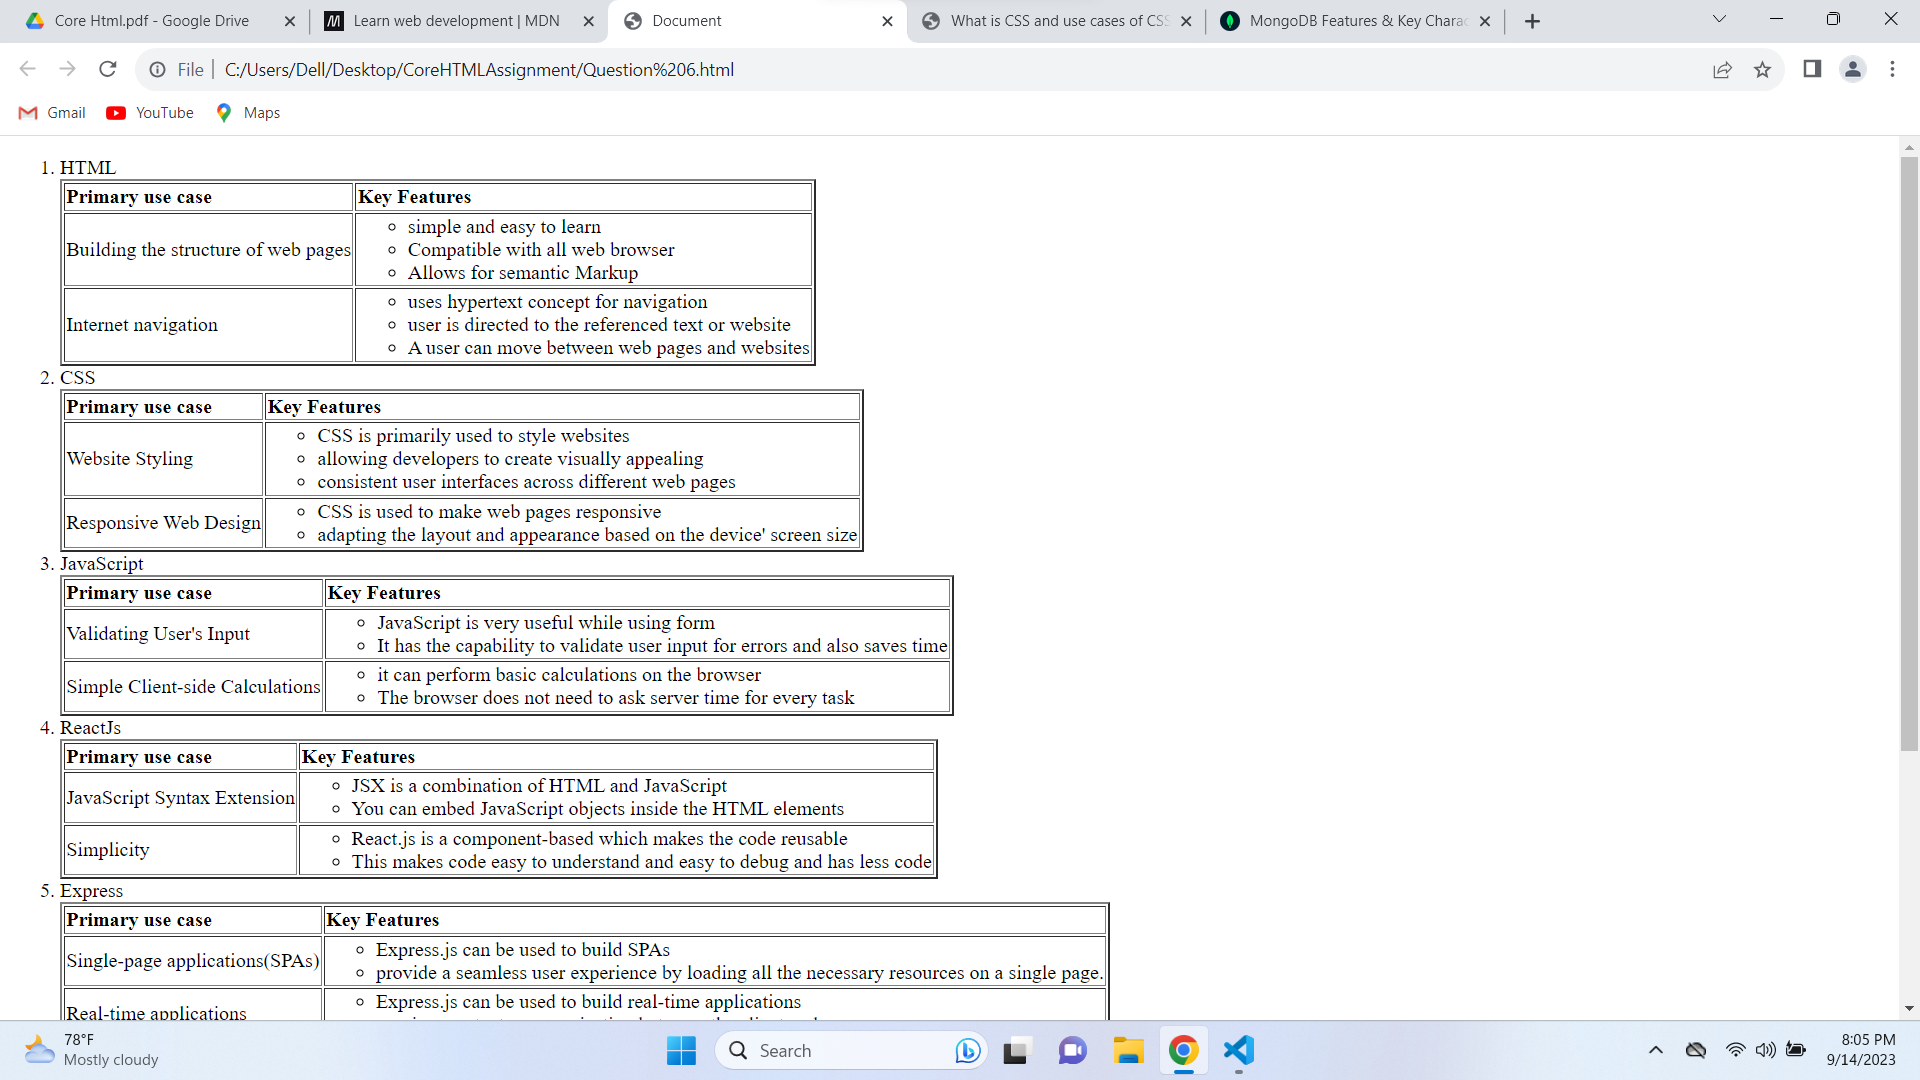 Core Html.pdf - Google Drive
Learn web development | MDN
Document
What is CSS and use cases of CSS
MongoDB Features & Key Charac
File
C:/Users/Dell/Desktop/CoreHTMLAssignment/Question%206.html
Gmail
YouTube
Maps
1. HTML
Primary use case Key Features
Building the structure of web pages
simple and easy to learn
Compatible with all web browser
Allows for semantic Markup
Internet navigation
uses hypertext concept for navigation
user is directed to the referenced text or website
A user can move between web pages and websites
2. CSS
Primary use case Key Features
Website Styling
CSS is primarily used to style websites
allowing developers to create visually appealing
consistent user interfaces across different web pages
Responsive Web Design
CSS is used to make web pages responsive
adapting the layout and appearance based on the device' screen size
3. JavaScript
Primary use case Key Features
Validating User's Input
JavaScript is very useful while using form
It has the capability to validate user input for errors and also saves time
Simple Client-side Calculations
it can perform basic calculations on the browser
The browser does not need to ask server time for every task
4. ReactJs
Primary use case Key Features
JavaScript Syntax Extension
JSX is a combination of HTML and JavaScript
You can embed JavaScript objects inside the HTML elements
Simplicity
React.js is a component-based which makes the code reusable
This makes code easy to understand and easy to debug and has less code
5. Express
Primary use case Key Features
Single-page applications(SPAs)
Express.js can be used to build SPAs
provide a seamless user experience by loading all the necessary resources on a single page.
Real-time applications
Express.js can be used to build real-time applications
78°F
Mostly cloudy
Search
8:05 PM
9/14/2023